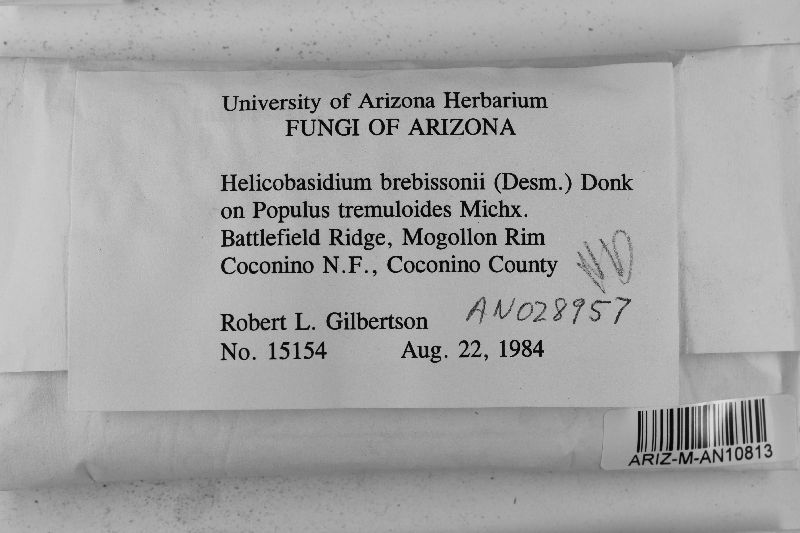 University of Arizona Herbarium
FUNGI OF ARIZONA
Helicobasidium brebissonii (Desm.) Donk
on Populus tremuloides Michx.
Battlefield Ridge, Mogollon Rim
Coconino N.F., Coconino County
Robert L. Gilbertson
AN028957
No. 15154 Aug. 22, 1984
ARIZ-M-AN10813